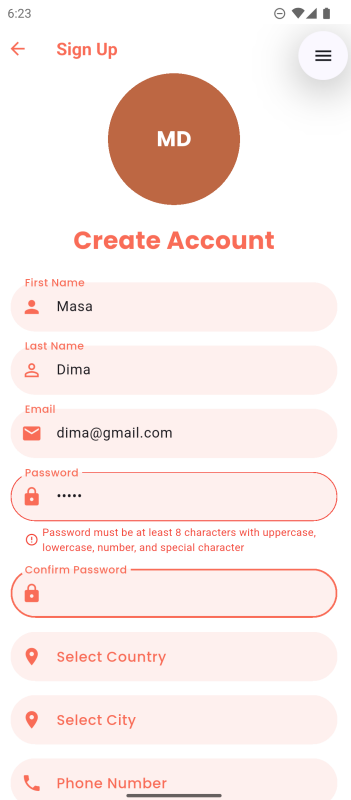 6:23
Sign Up
MD
Create Account
First Name
Masa
Last Name
Dima
Email
dima@gmail.com
Password
•••••
Password must be at least 8 characters with uppercase,
lowercase, number, and special character
Confirm Password
Select Country
Select City
Phone Number